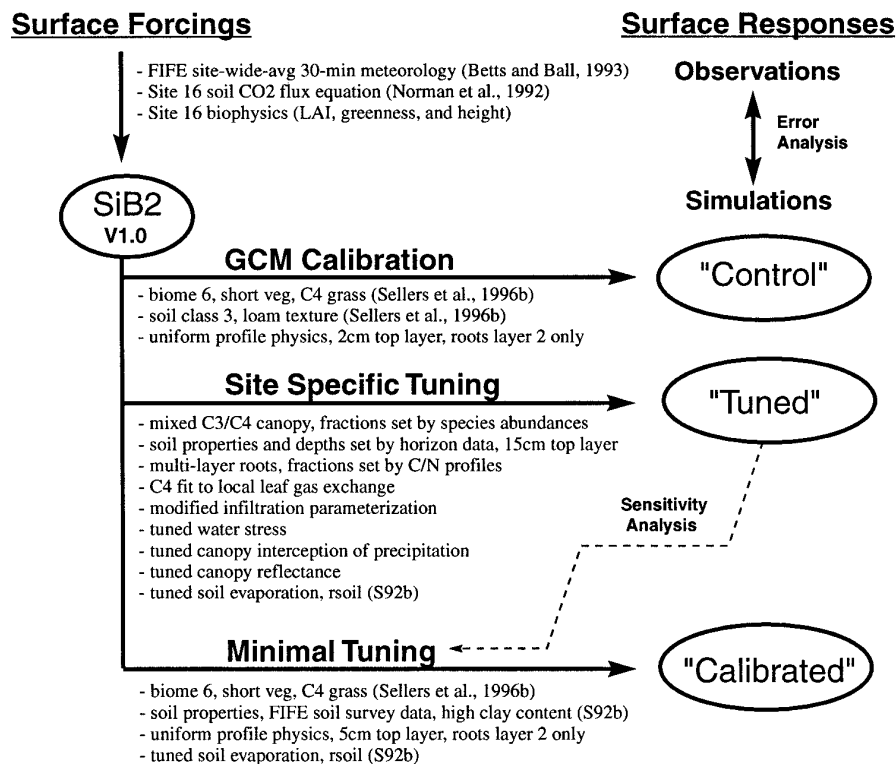 Surface Forcings
Surface Responses
- FIFE site-wide-avg 30-min meteorology (Betts and Ball, 1993)
- Site 16 soil CO2 flux equation (Norman et al., 1992)
- Site 16 biophysics (LAI, greenness, and height)
Observations
Error
Analysis
Simulations
SiB2
V1.0
GCM Calibration
"Control"
- biome 6, short veg, C4 grass (Sellers et al., 1996b)
- soil class 3, loam texture (Sellers et al., 1996b)
- uniform profile physics, 2cm top layer, roots layer 2 only
Site Specific Tuning
"Tuned"
- mixed C3/C4 canopy, fractions set by species abundances
- soil properties and depths set by horizon data, 15cm top layer
- multi-layer roots, fractions set by C/N profiles
- C4 fit to local leaf gas exchange
- modified infiltration parameterization
- tuned water stress
- tuned canopy interception of precipitation
- tuned canopy reflectance
- tuned soil evaporation, rsoil (S92b)
Sensitivity
Analysis
Minimal Tuning
"Calibrated"
- biome 6, short veg, C4 grass (Sellers et al., 1996b)
- soil properties, FIFE soil survey data, high clay content (S92b)
- uniform profile physics, 5cm top layer, roots layer 2 only
- tuned soil evaporation, rsoil (S92b)